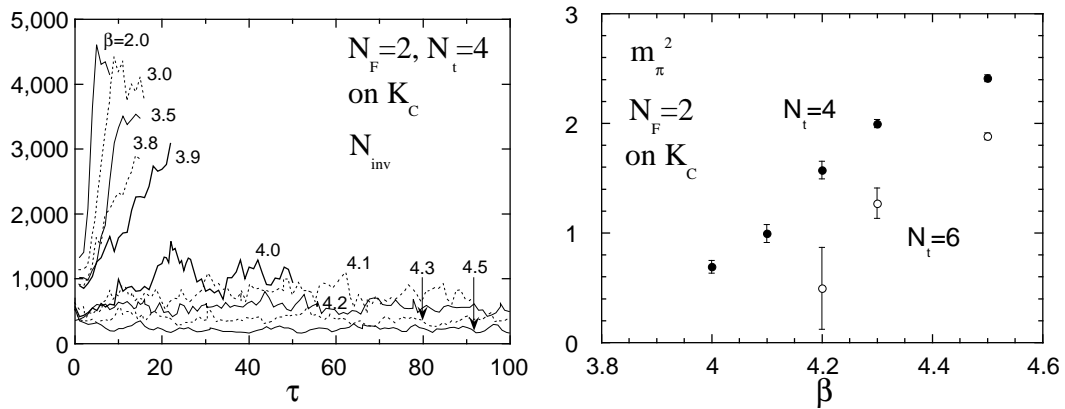 5,000
4,000
3,000
2,000
1,000
0
β=2.0
3.0
3.5
3.8
3.9
4.0
4.1
4.2
4.3
4.5
N_F=2, N_t=4
on K_C
N_inv
0 20 40 60 80 100
τ
3
2
1
0
m_π^2
N_F=2
on K_C
N_t=4
N_t=6
3.8 4 4.2 4.4 4.6
β